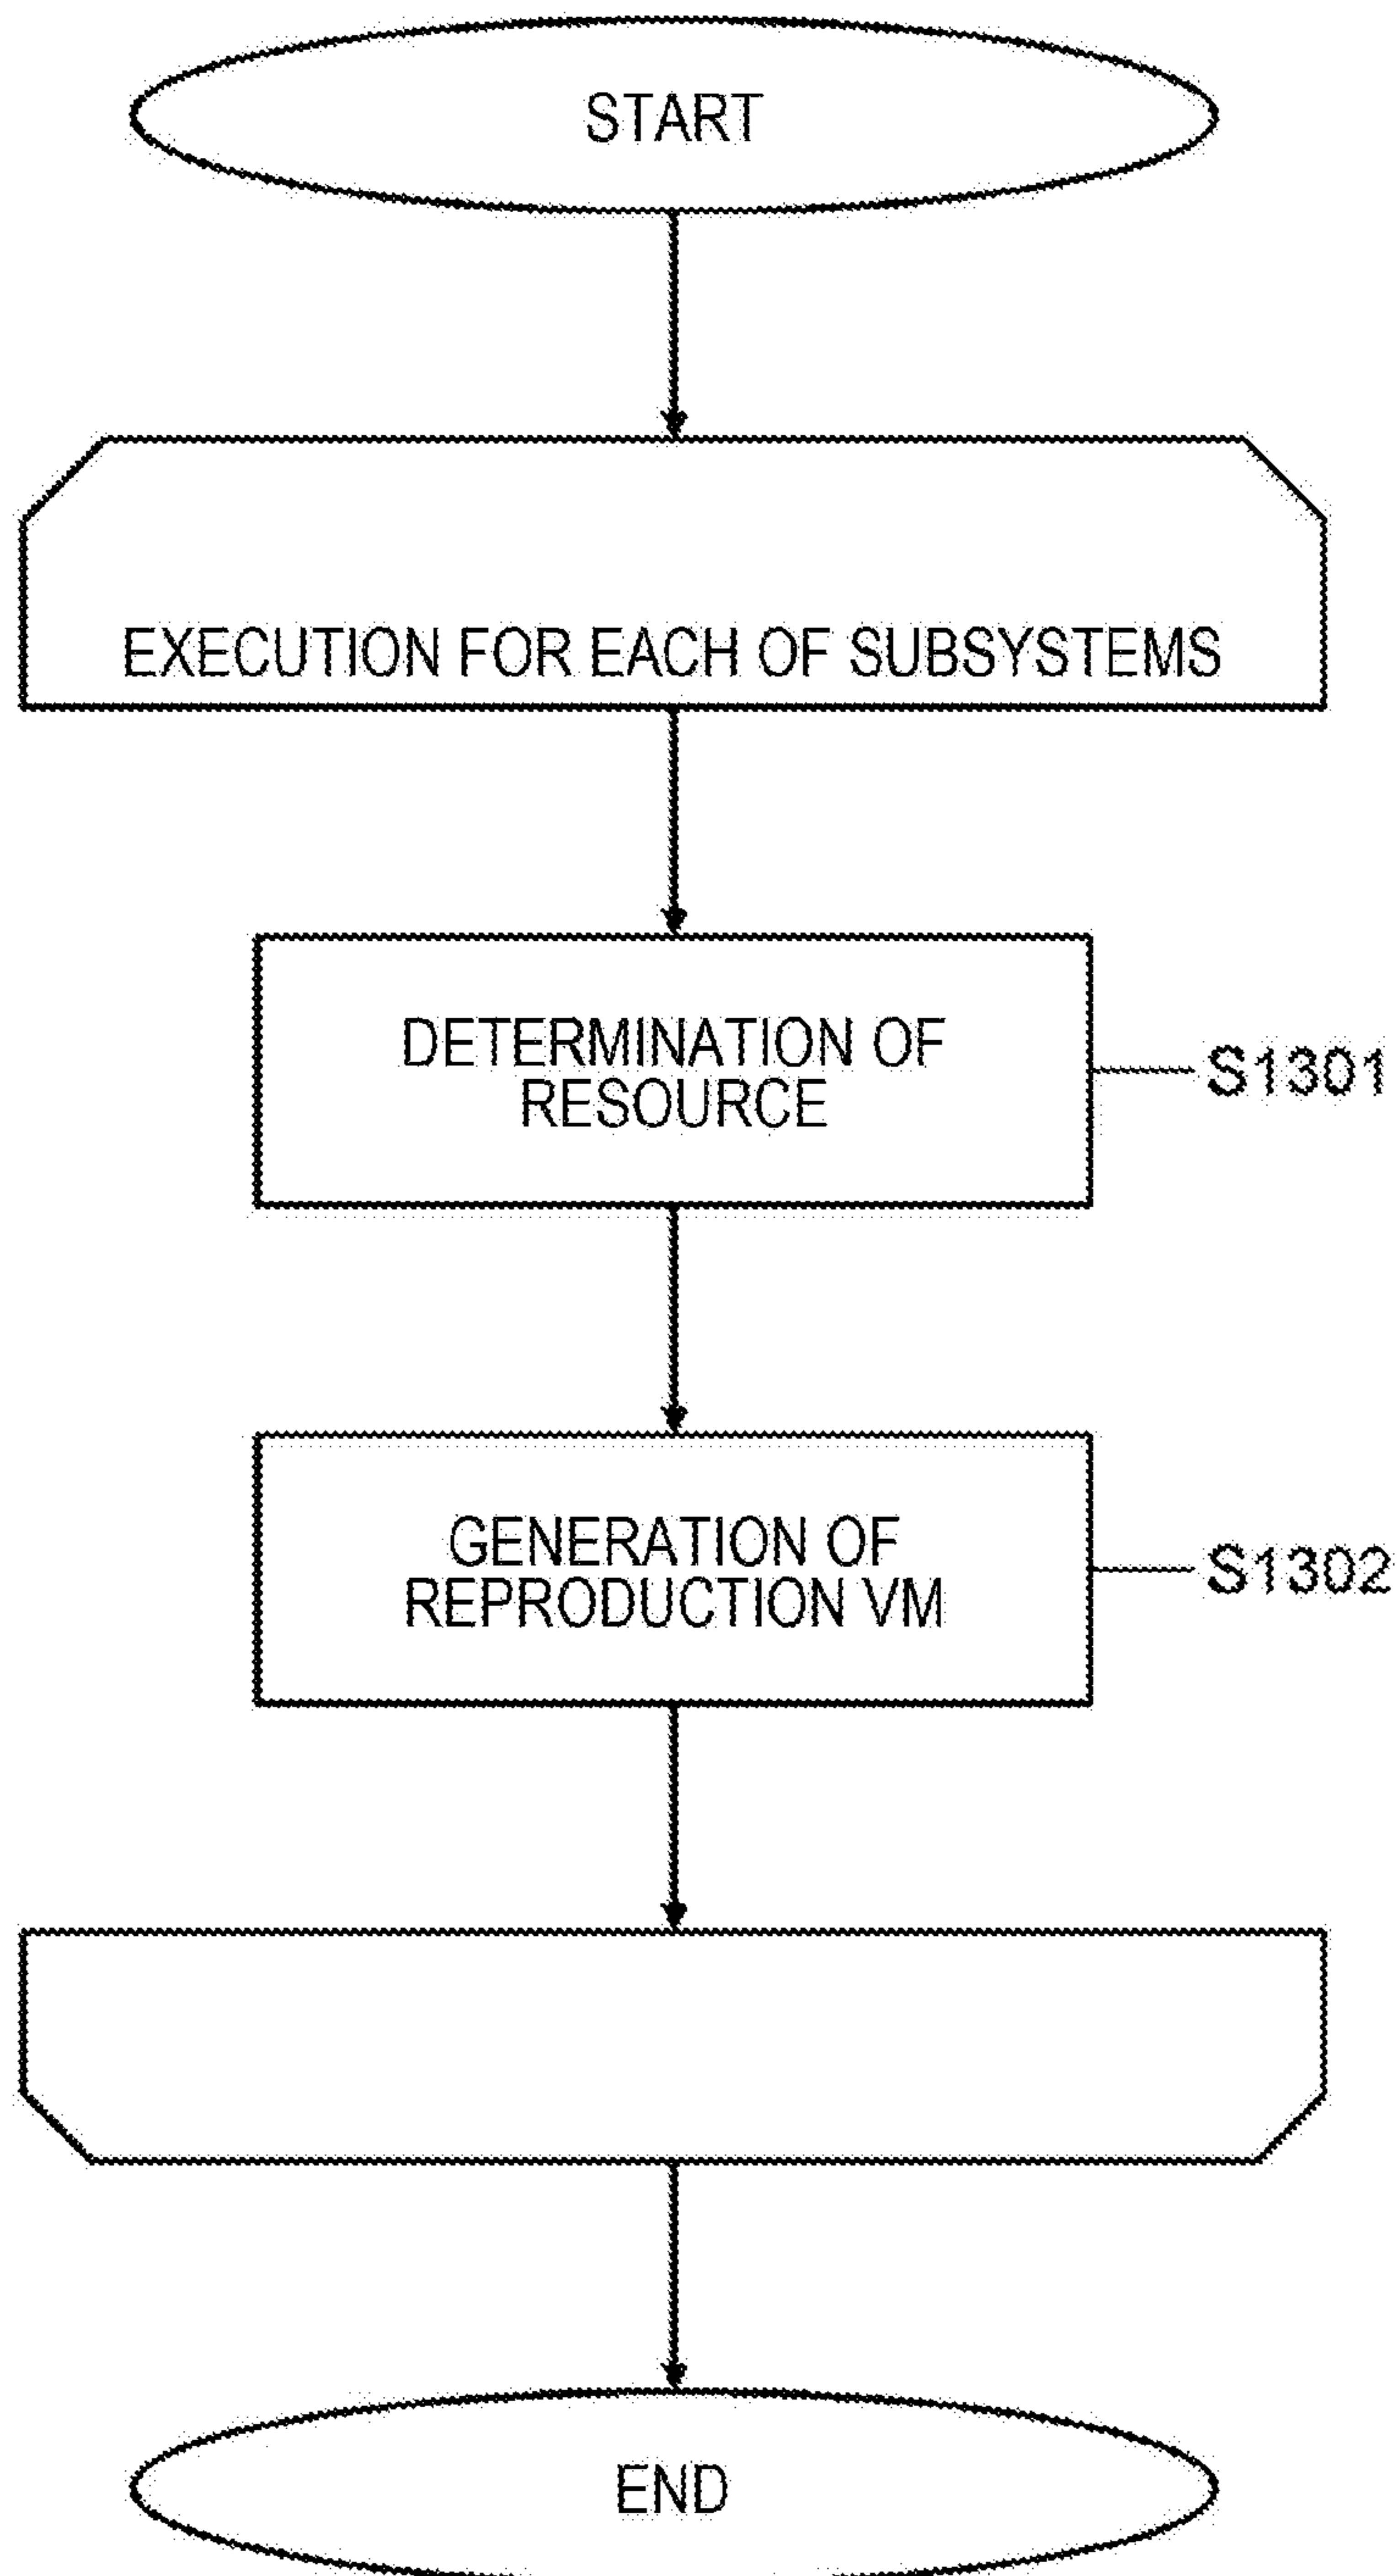 START
EXECUTION FOR EACH OF SUBSYSTEMS
DETERMINATION OF
RESOURCE
S1301
GENERATION OF
REPRODUCTION VM
S1302
END